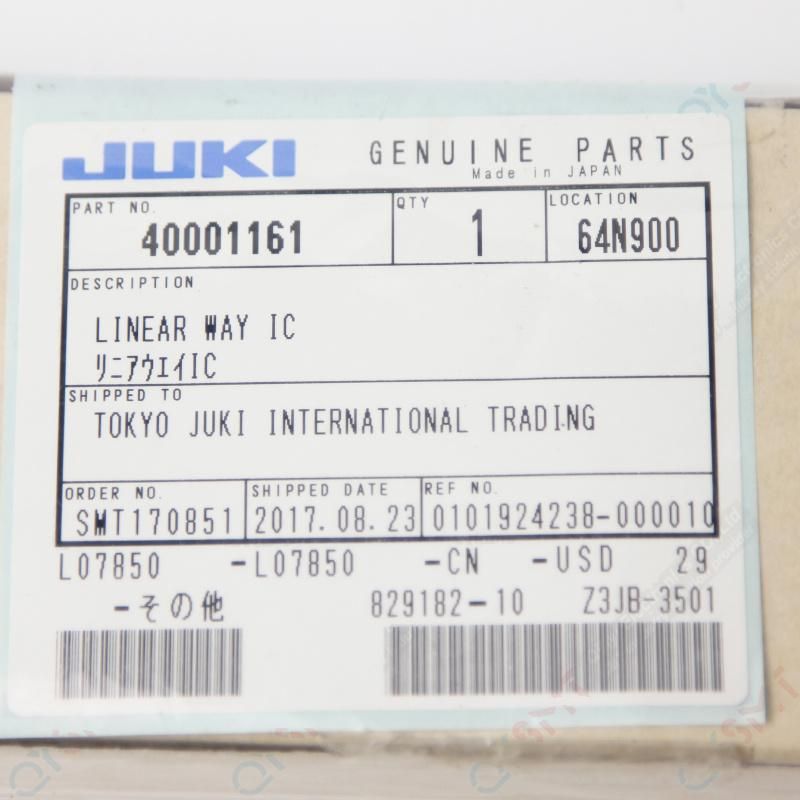 JUKI GENUINE PARTS
Made in JAPAN
PART NO. QTY LOCATION
40001161 1 64N900
DESCRIPTION
LINEAR WAY IC
リニアウエイIC
SHIPPED TO
TOKYO JUKI INTERNATIONAL TRADING
ORDER NO. SHIPPED DATE REF NO.
SMT170851 2017.08.23 0101924238-000010
L07850 -L07850 -CN -USD 29
-その他 829182-10 Z3JB-3501